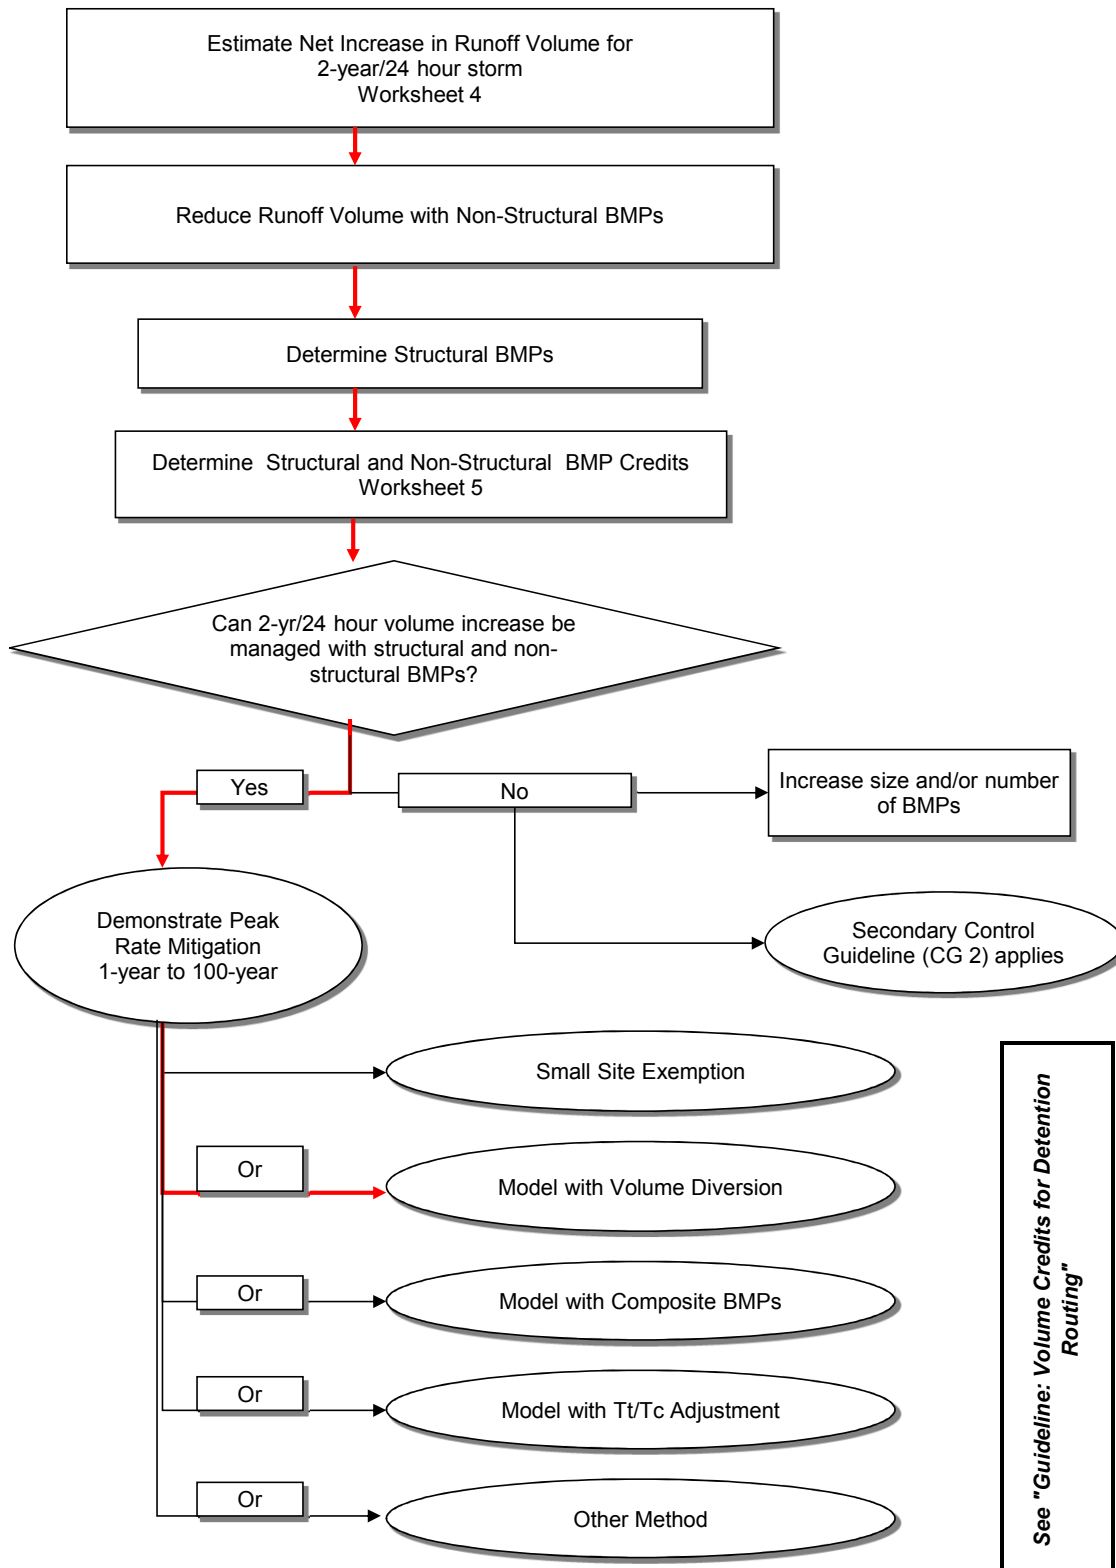 Estimate Net Increase in Runoff Volume for
2-year/24 hour storm
Worksheet 4
Reduce Runoff Volume with Non-Structural BMPs
Determine Structural BMPs
Determine Structural and Non-Structural BMP Credits
Worksheet 5
Can 2-yr/24 hour volume increase be
managed with structural and non-
structural BMPs?
Yes
No
Increase size and/or number
of BMPs
Demonstrate Peak
Rate Mitigation
1-year to 100-year
Secondary Control
Guideline (CG 2) applies
Small Site Exemption
Or
Model with Volume Diversion
Or
Model with Composite BMPs
Or
Model with Tt/Tc Adjustment
Or
Other Method
See "Guideline: Volume Credits for Detention
Routing"